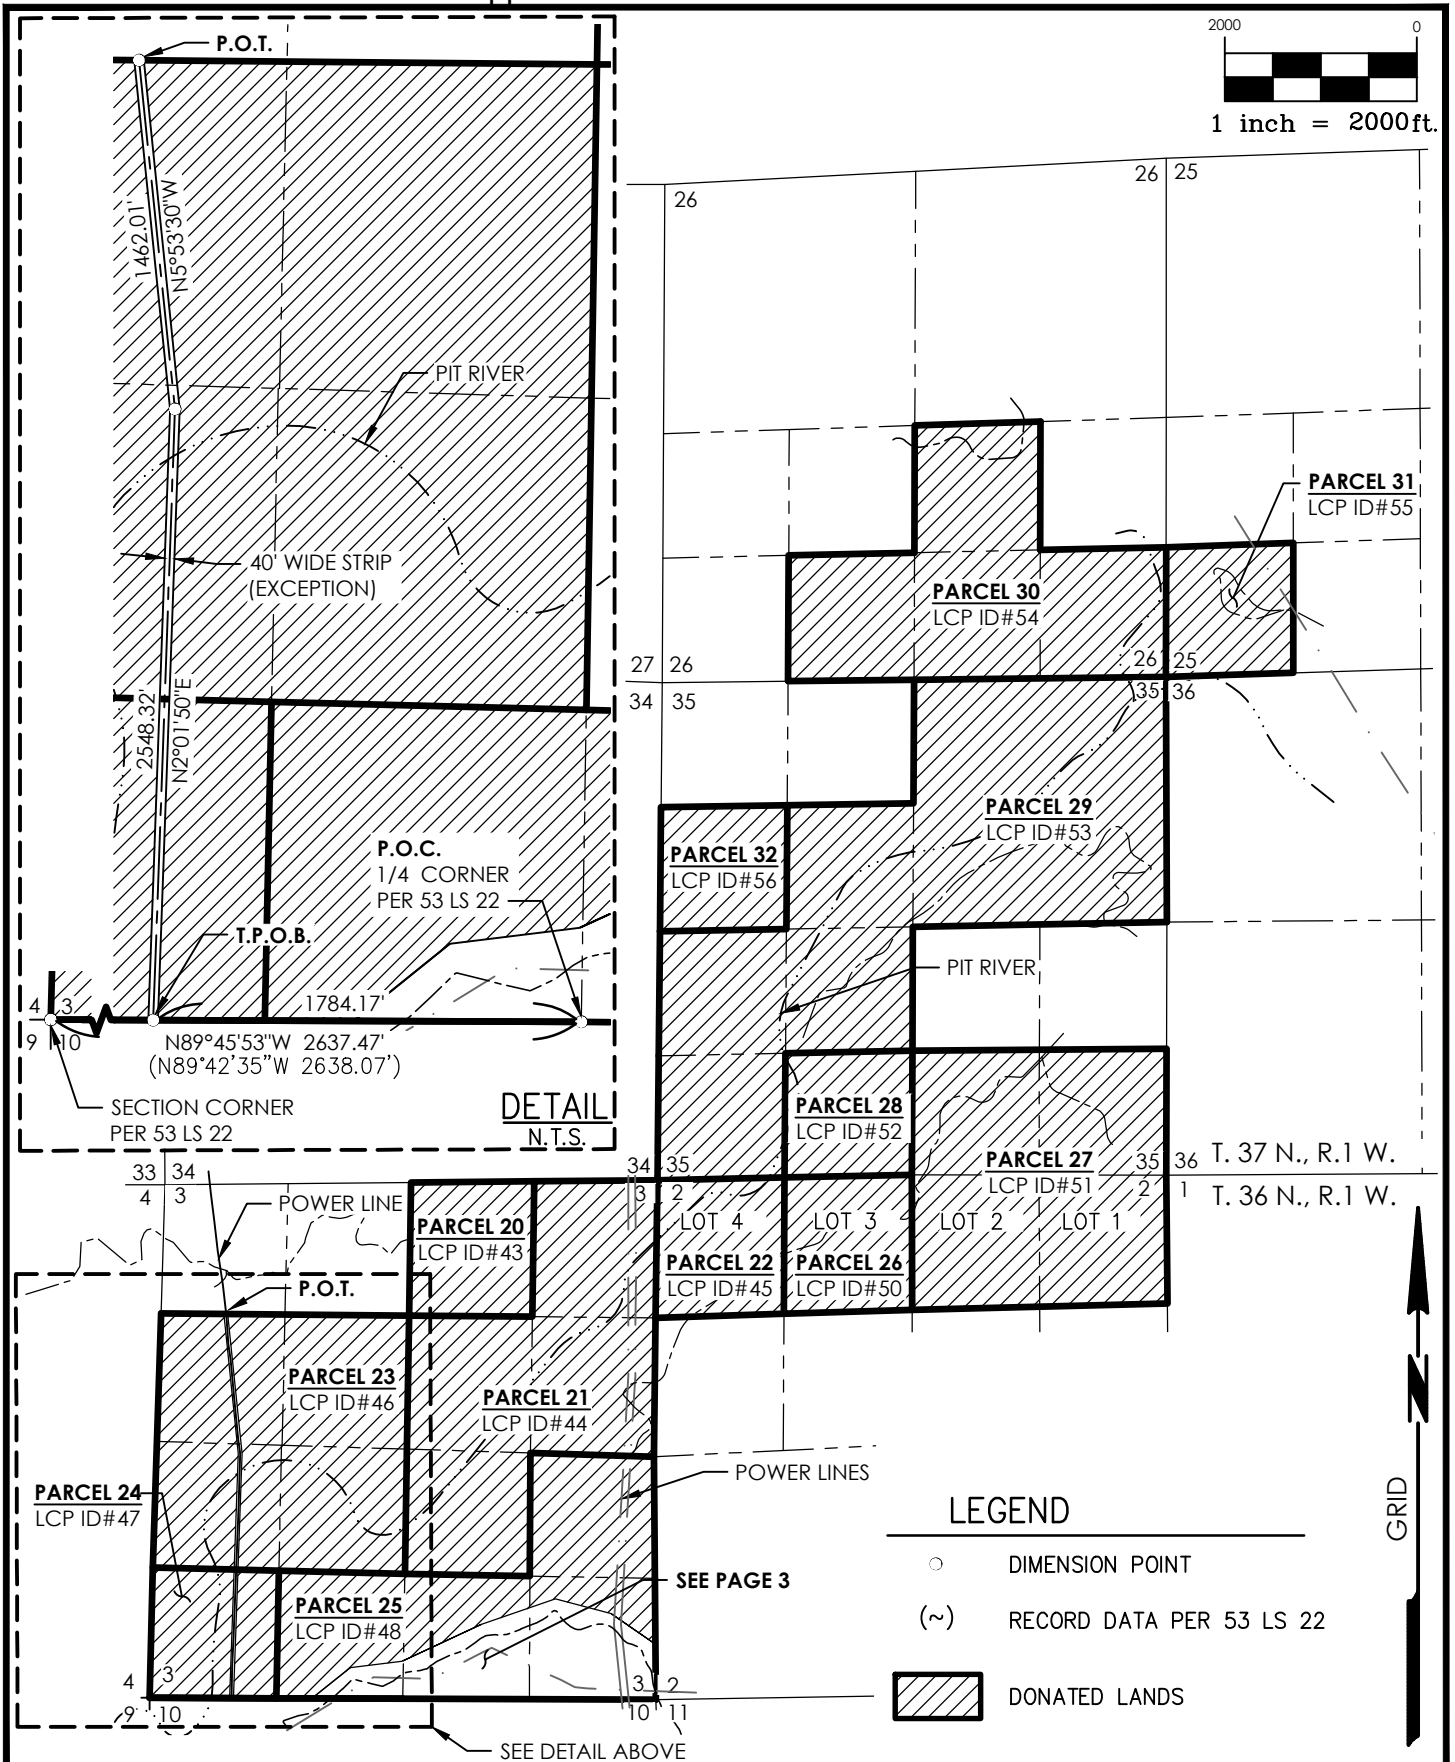 P.O.T.
1462.01'
N5°53'30"W
PIT RIVER
40' WIDE STRIP
(EXCEPTION)
2548.32'
N2°01'50"E
P.O.C.
1/4 CORNER
PER 53 LS 22
T.P.O.B.
1784.17'
4 3
9 10
N89°45'53"W 2637.47'
(N89°42'35"W 2638.07')
SECTION CORNER
PER 53 LS 22
DETAIL
N.T.S.
2000 0
1 inch = 2000ft.
26
26 25
PARCEL 31
LCP ID#55
PARCEL 30
LCP ID#54
27 26
34 35
26 25
35 36
PARCEL 29
LCP ID#53
PARCEL 32
LCP ID#56
PIT RIVER
PARCEL 28
LCP ID#52
PARCEL 27
LCP ID#51
33 34
4 3
34 35
3 2
35 36
2 1
T. 37 N., R.1 W.
T. 36 N., R.1 W.
POWER LINE
PARCEL 20
LCP ID#43
LOT 4
LOT 3
LOT 2
LOT 1
PARCEL 22
LCP ID#45
PARCEL 26
LCP ID#50
P.O.T.
PARCEL 23
LCP ID#46
PARCEL 21
LCP ID#44
POWER LINES
PARCEL 24
LCP ID#47
SEE PAGE 3
PARCEL 25
LCP ID#48
4 3
9 10
3 2
10 11
SEE DETAIL ABOVE
LEGEND
DIMENSION POINT
(~) RECORD DATA PER 53 LS 22
DONATED LANDS
N
GRID